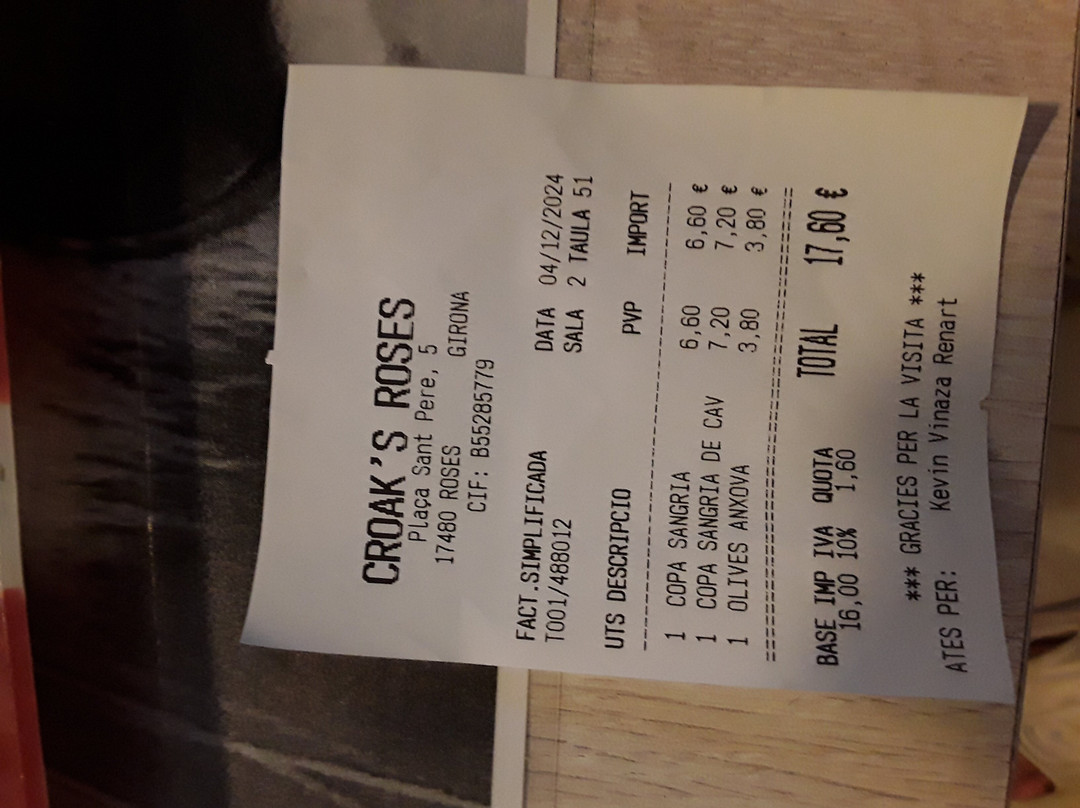 CROAK'S ROSES
Plaça Sant Pere, 5
17480 ROSES GIRONA
CIF: B55285779
FACT.SIMPLIFICADA DATA 04/12/2024
T001/488012 SALA 2 TAULA 51
UTS DESCRIPCIO PVP IMPORT
1 COPA SANGRIA 6,60 6,60 €
1 COPA SANGRIA DE CAV 7,20 7,20 €
1 OLIVES ANXOVA 3,80 3,80 €
BASE IMP IVA QUOTA TOTAL 17,60 €
16,00 10% 1,60
*** GRACIES PER LA VISITA ***
ATES PER: Kevin Vinaza Renart